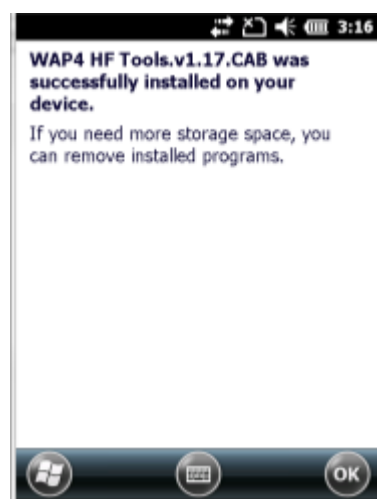 3:16
WAP4 HF Tools.v1.17.CAB was
successfully installed on your
device.
If you need more storage space, you
can remove installed programs.
OK